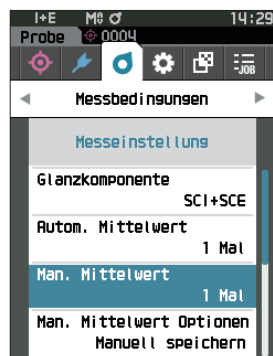 I+E M ♂ 14:29
Probe 0004
-JOB
Messbedingungen
Messeinstellung
Glanzkomponente
SCI+SCE
Autom. Mittelwert
1 Mal
Man. Mittelwert
1 Mal
Man. Mittelwert Optionen
Manuell speichern